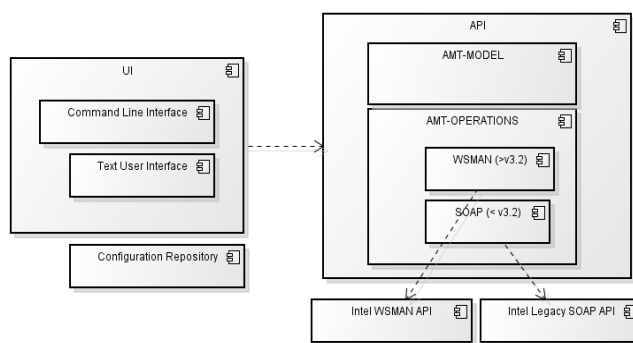 UI
Command Line Interface
Text User Interface
Configuration Repository
API
AMT-MODEL
AMT-OPERATIONS
WSMAN (>v3.2)
SOAP (< v3.2)
Intel WSMAN API
Intel Legacy SOAP API